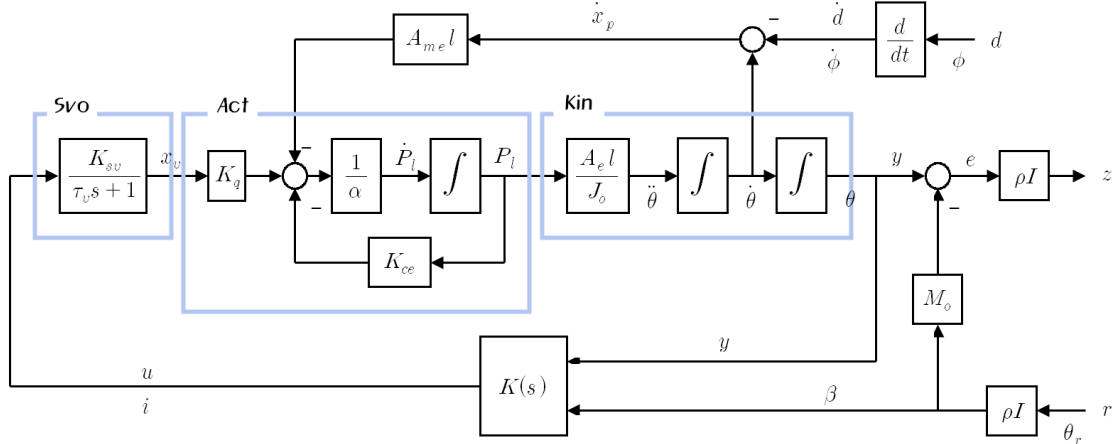 ẋ_p
ḋ
d/dt
d
A_{me} l
−
ϕ̇
ϕ
Svo
Act
Kin
K_{sv}/(τ_v s + 1)
x_v
K_q
−
−
1/α
Ṗ_l
∫
P_l
A_e l/J_o
θ̈
∫
θ̇
∫
θ
y
e
−
ρI
z
K_{ce}
M_o
u
i
K(s)
y
β
ρI
r
θ_r